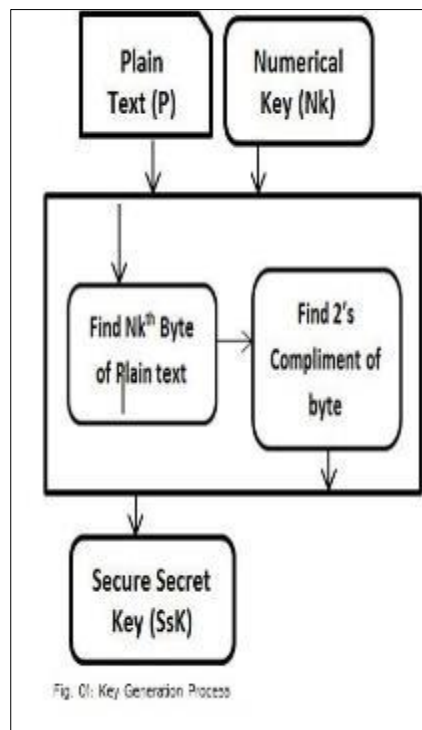 Plain
Text (P)
Numerical
Key (Nk)
Find Nkth Byte
of Plain text
Find 2's
Compliment of
byte
Secure Secret
Key (SsK)
Fig. 01: Key Generation Process